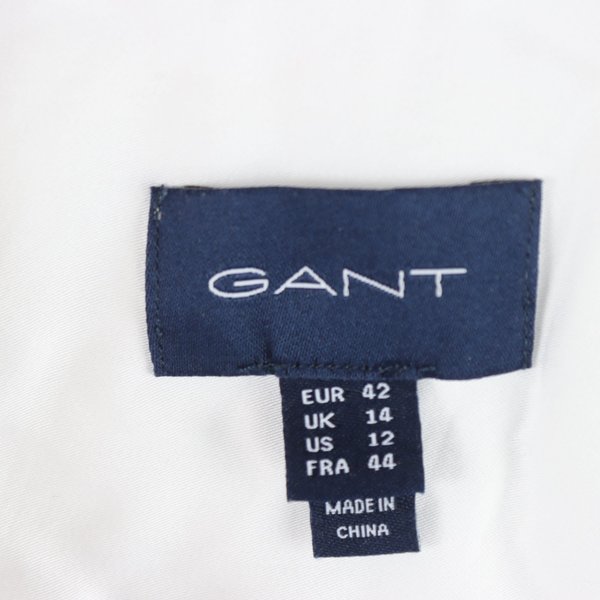 GANT
EUR 42
UK 14
US 12
FRA 44
MADE IN
CHINA